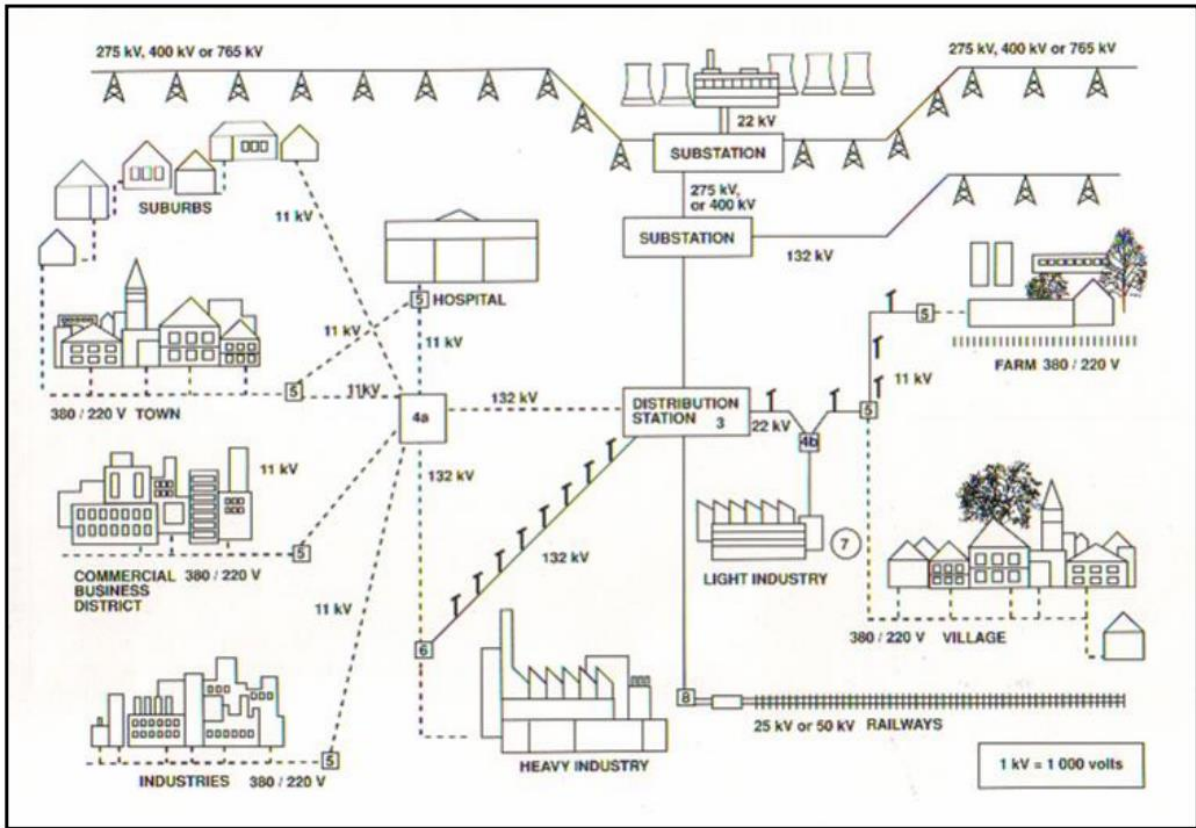 275 kV, 400 kV or 765 kV
275 kV, 400 kV or 765 kV
22 kV
SUBSTATION
275 kV,
or 400 kV
SUBSTATION
132 kV
SUBURBS
11 kV
5
HOSPITAL
11 kV
11 kV
5
11kV
380 / 220 V TOWN
4a
132 kV
DISTRIBUTION
STATION 3
22 kV
4b
5
11 kV
5
FARM 380 / 220 V
11 kV
5
COMMERCIAL 380 / 220 V
BUSINESS
DISTRICT
132 kV
132 kV
7
LIGHT INDUSTRY
380 / 220 V VILLAGE
11 kV
6
5
INDUSTRIES 380 / 220 V
HEAVY INDUSTRY
8
25 kV or 50 kV RAILWAYS
1 kV = 1 000 volts